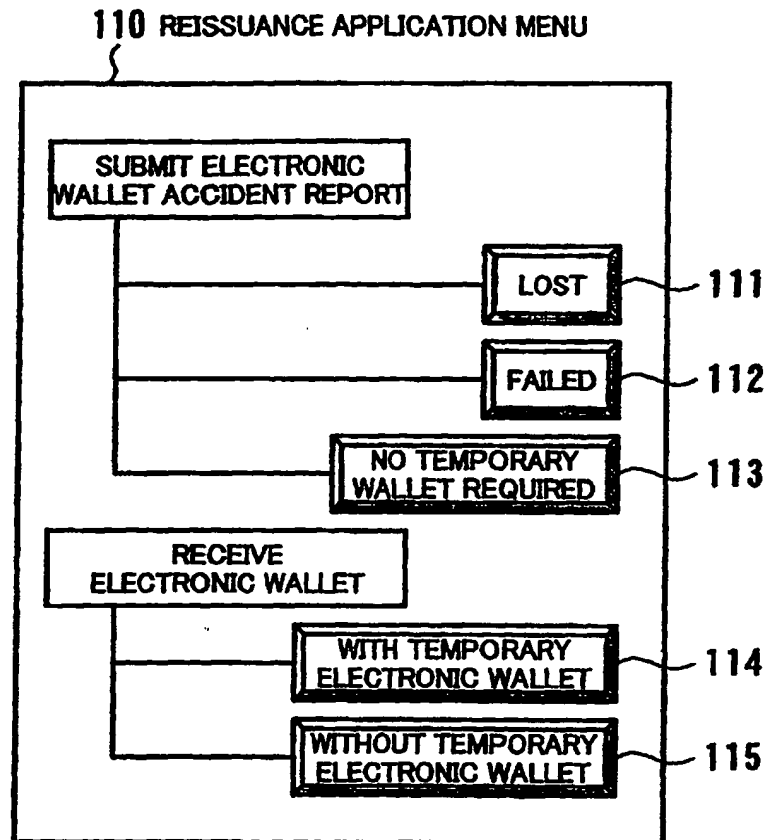 110 REISSUANCE APPLICATION MENU
SUBMIT ELECTRONIC
WALLET ACCIDENT REPORT
LOST
111
FAILED
112
NO TEMPORARY
WALLET REQUIRED
113
RECEIVE
ELECTRONIC WALLET
WITH TEMPORARY
ELECTRONIC WALLET
114
WITHOUT TEMPORARY
ELECTRONIC WALLET
115